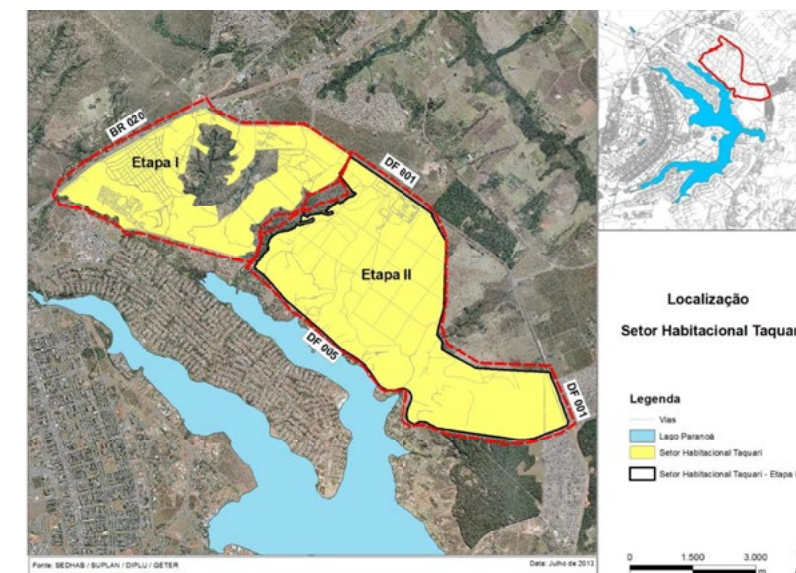 BR 020
Etapa I
DF 001
Etapa II
DF 005
DF 001
Fonte: SEDHAB / SUPLAN / DIPLU / GETER
Data: Julho de 2013
Localização
Setor Habitacional Taquar
Legenda
Vias
Lago Paranoá
Setor Habitacional Taquari
Setor Habitacional Taquari - Etapa I
0 1.500 3.000
m